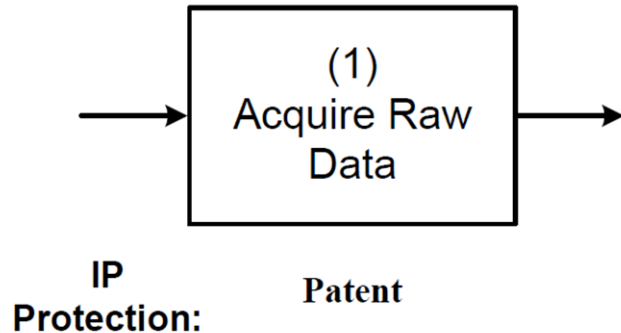 (1)
Acquire Raw
Data
IP
Protection:
Patent